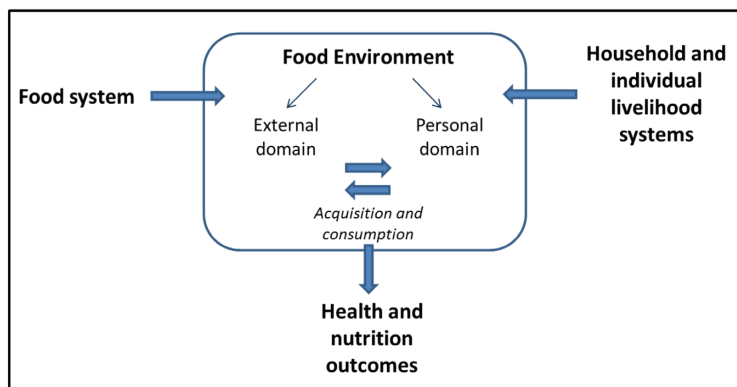 Food Environment
Food system
Household and
individual
livelihood
systems
External
domain
Personal
domain
Acquisition and
consumption
Health and
nutrition
outcomes